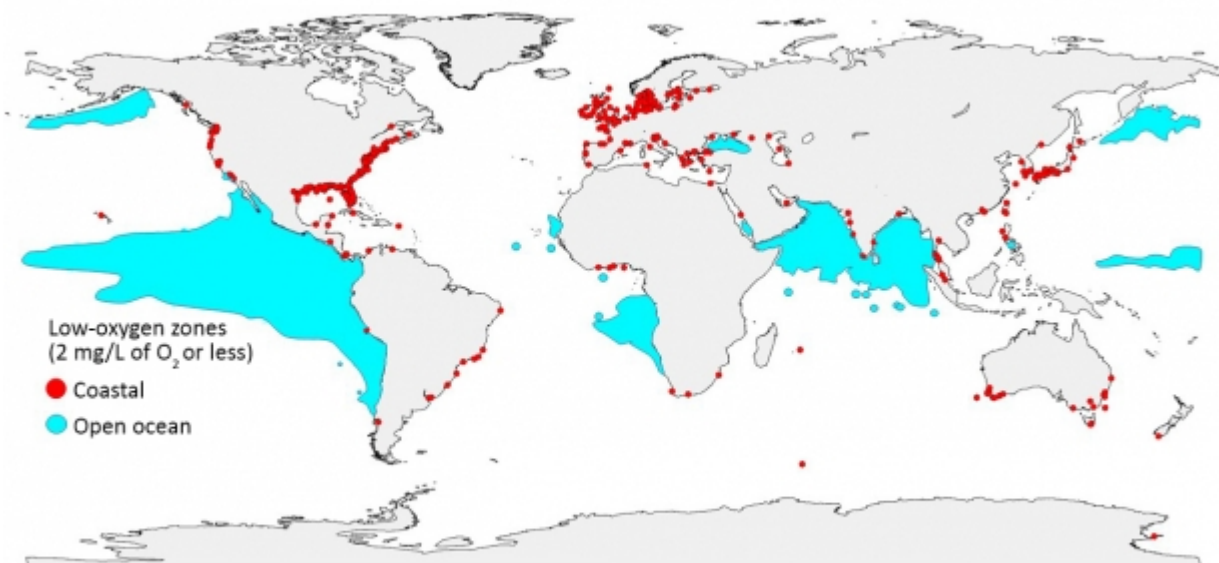 Low-oxygen zones
(2 mg/L of O₂ or less)
Coastal
Open ocean